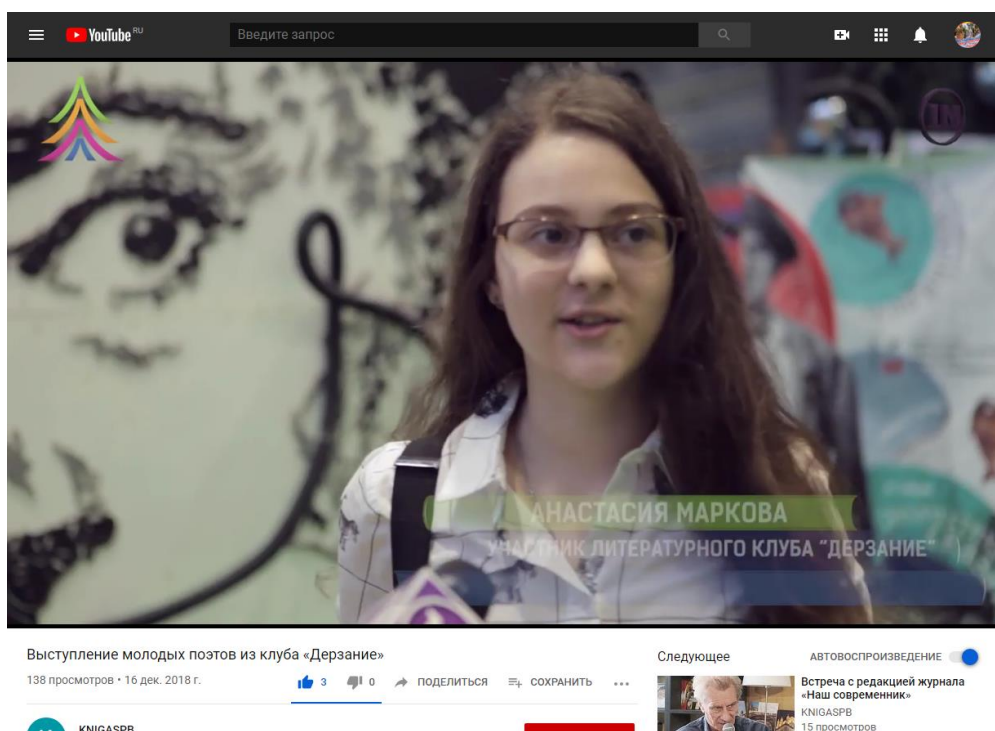 YouTube RU
Введите запрос
1N
АНАСТАСИЯ МАРКОВА
УЧАСТНИК ЛИТЕРАТУРНОГО КЛУБА "ДЕРЗАНИЕ"
Выступление молодых поэтов из клуба «Дерзание»
138 просмотров • 16 дек. 2018 г.
3
0
ПОДЕЛИТЬСЯ
СОХРАНИТЬ
KNIGASPB
Следующее
АВТОВОСПРОИЗВЕДЕНИЕ
Встреча с редакцией журнала
«Наш современник»
KNIGASPB
15 просмотров